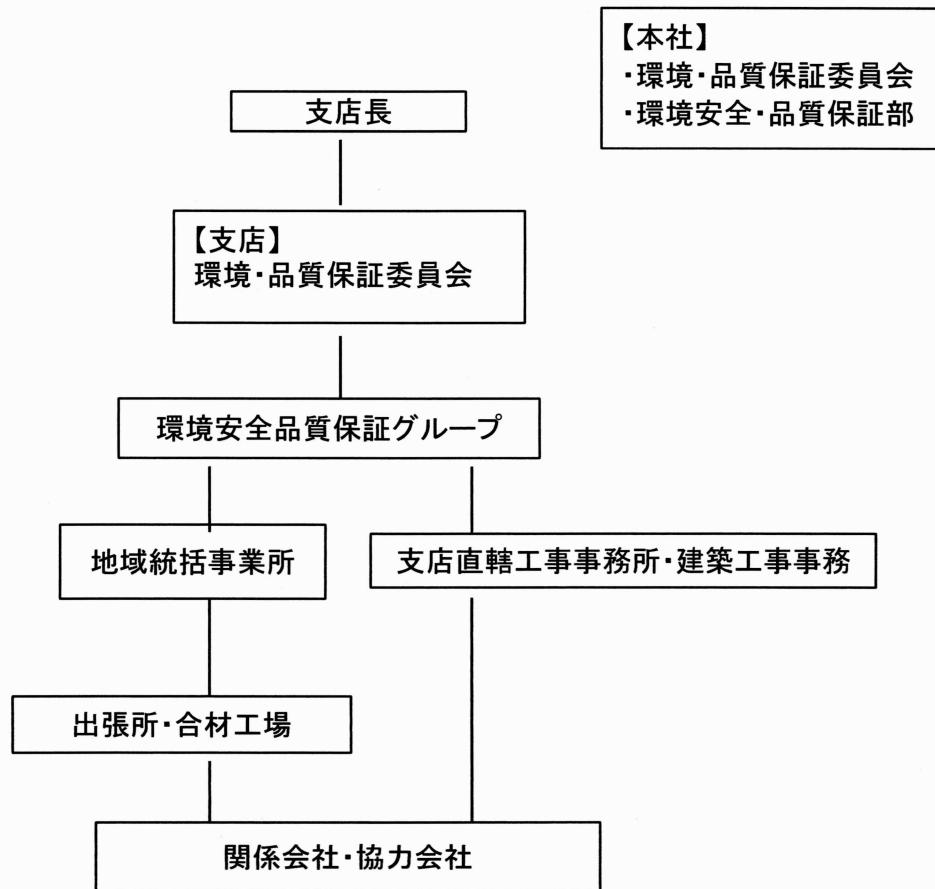 【本社】
・環境・品質保証委員会
・環境安全・品質保証部
支店長
【支店】
環境・品質保証委員会
環境安全品質保証グループ
地域統括事業所
支店直轄工事事務所・建築工事事務
出張所・合材工場
関係会社・協力会社